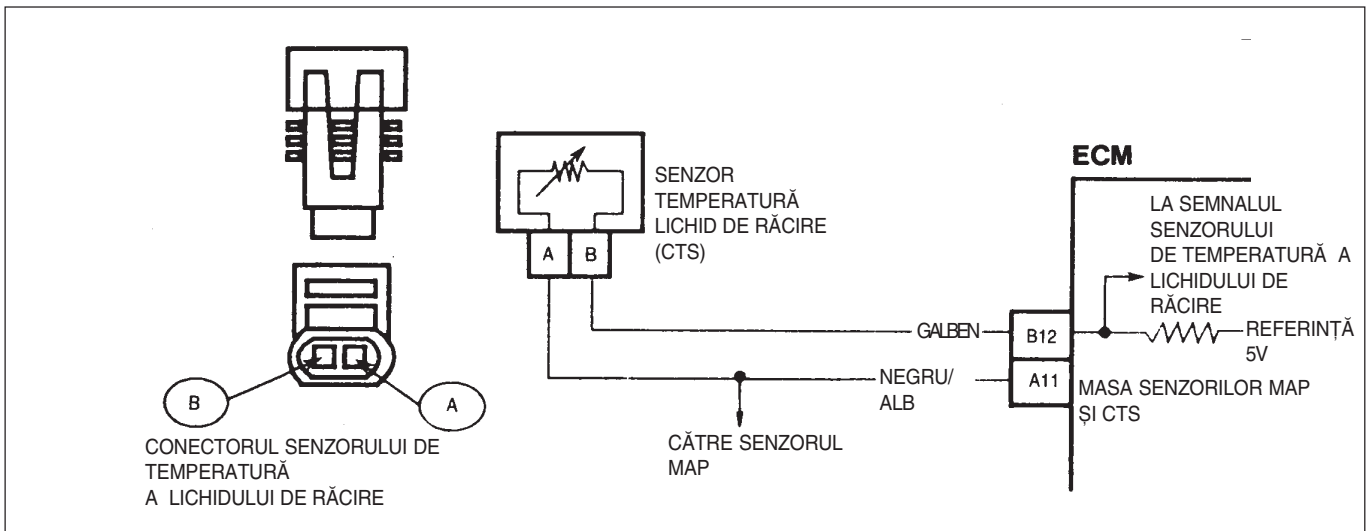 SENZOR
TEMPERATURĂ
LICHID DE RĂCIRE
(CTS)
A B
ECM
LA SEMNALUL
SENZORULUI
DE TEMPERATURĂ A
LICHIDULUI DE
RĂCIRE
GALBEN
B12
REFERINȚĂ
5V
NEGRU/
ALB
A11
MASA SENZORILOR MAP
ȘI CTS
CĂTRE SENZORUL
MAP
B
A
CONECTORUL SENZORULUI DE
TEMPERATURĂ
A LICHIDULUI DE RĂCIRE